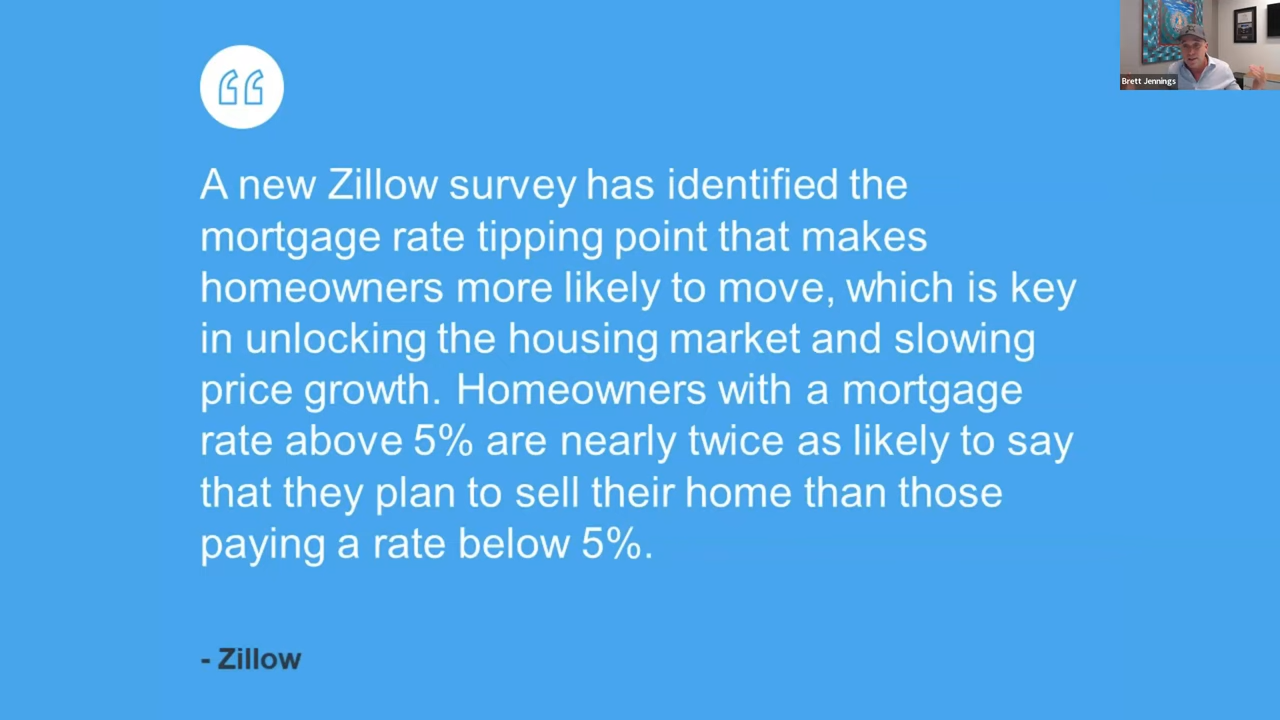 Brett Jennings
A new Zillow survey has identified the
mortgage rate tipping point that makes
homeowners more likely to move, which is key
in unlocking the housing market and slowing
price growth. Homeowners with a mortgage
rate above 5% are nearly twice as likely to say
that they plan to sell their home than those
paying a rate below 5%.
- Zillow